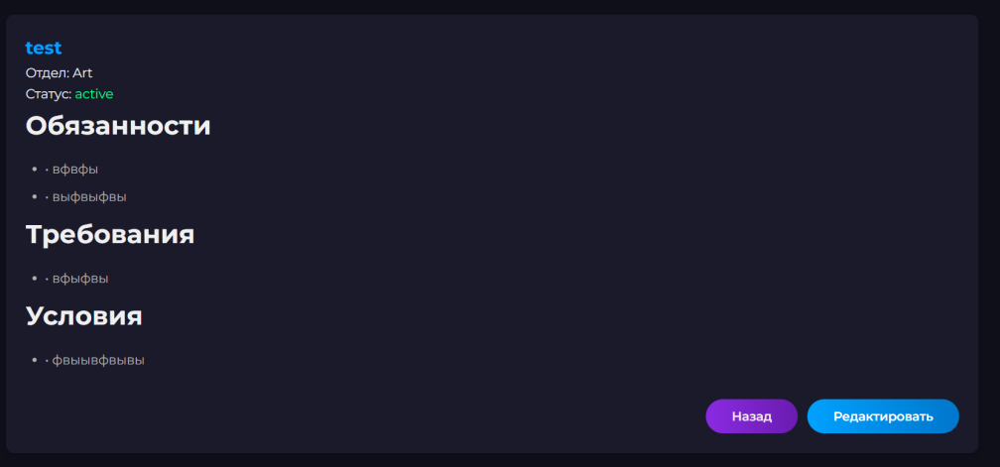 test
Отдел: Art
Статус: active
Обязанности
• · вфвфы
• · выфвыфвы
Требования
• · вфыфвы
Условия
• · фвыывфвывы
Назад Редактировать